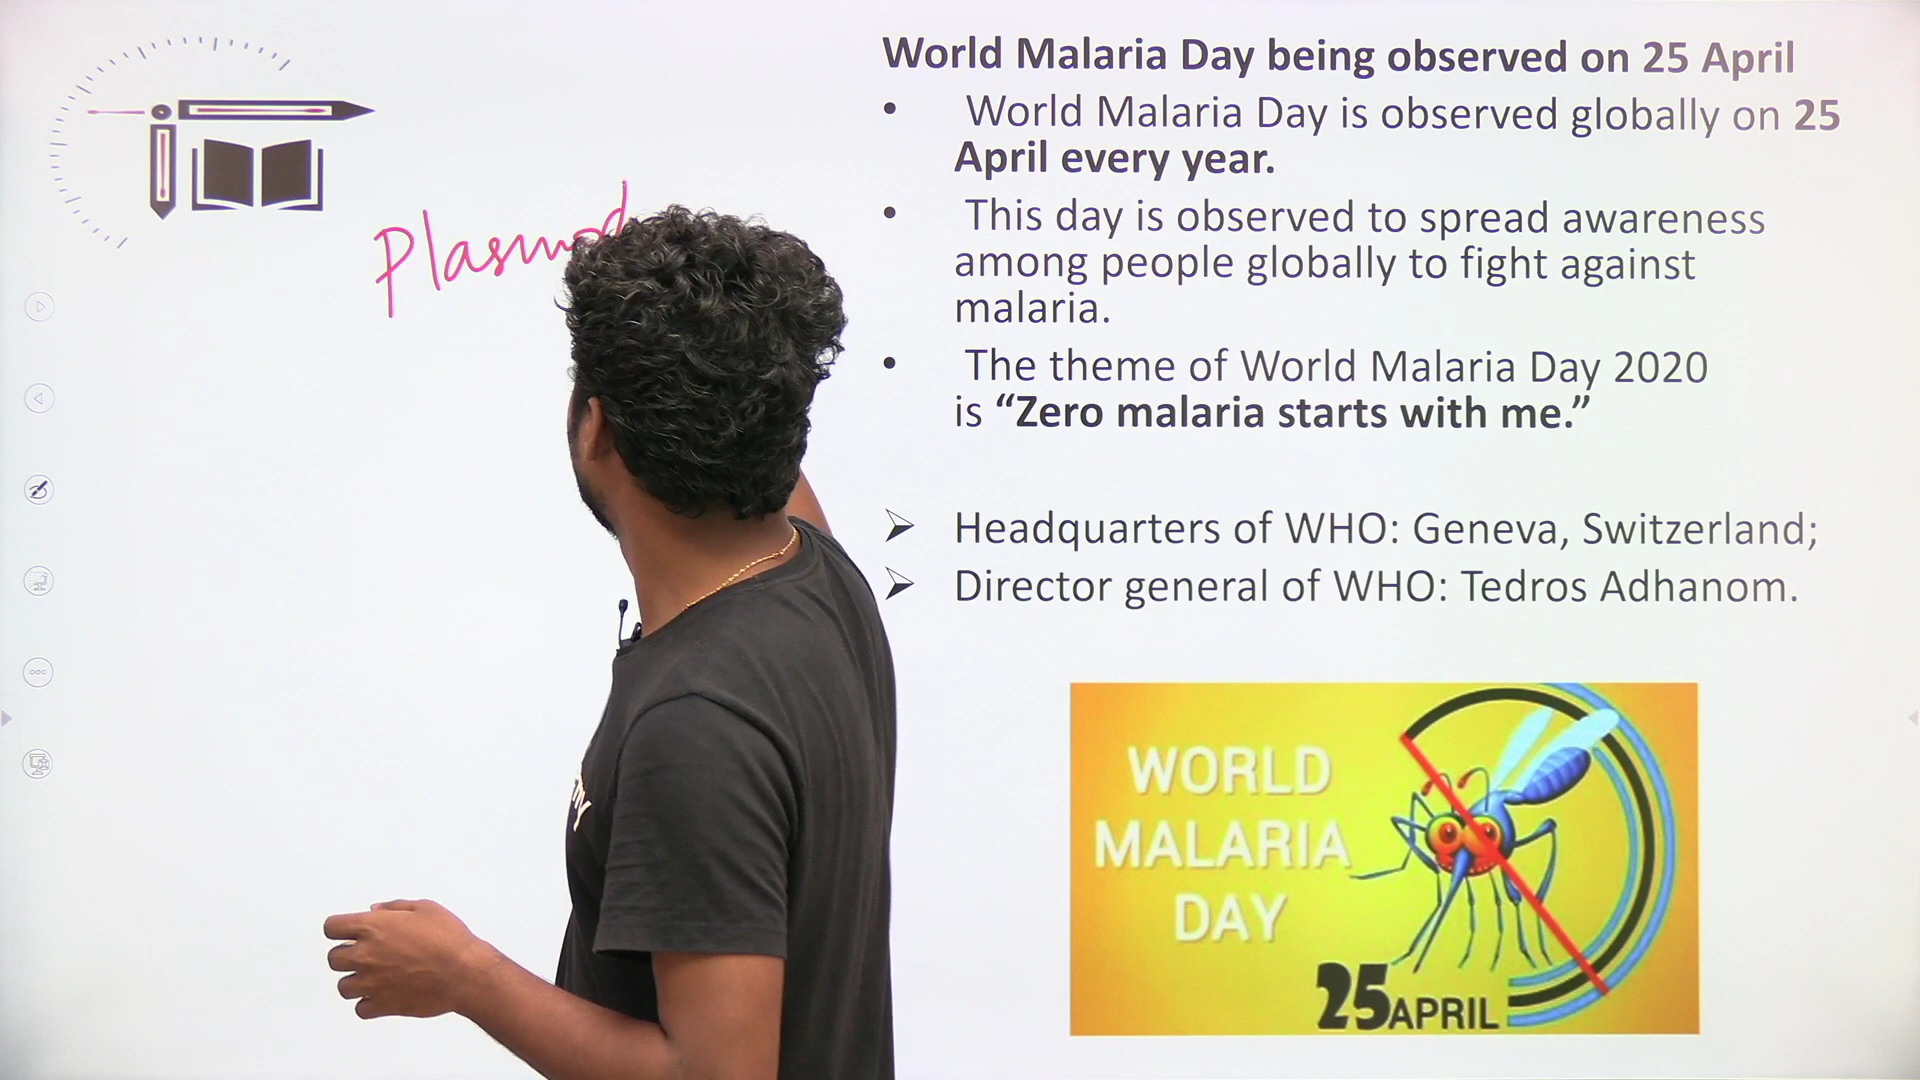 World Malaria Day being observed on 25 April
• World Malaria Day is observed globally on 25
April every year.
• This day is observed to spread awareness
among people globally to fight against
malaria.
• The theme of World Malaria Day 2020
is “Zero malaria starts with me.”
➢ Headquarters of WHO: Geneva, Switzerland;
➢ Director general of WHO: Tedros Adhanom.
Plasmod
WORLD
MALARIA
DAY
25 APRIL